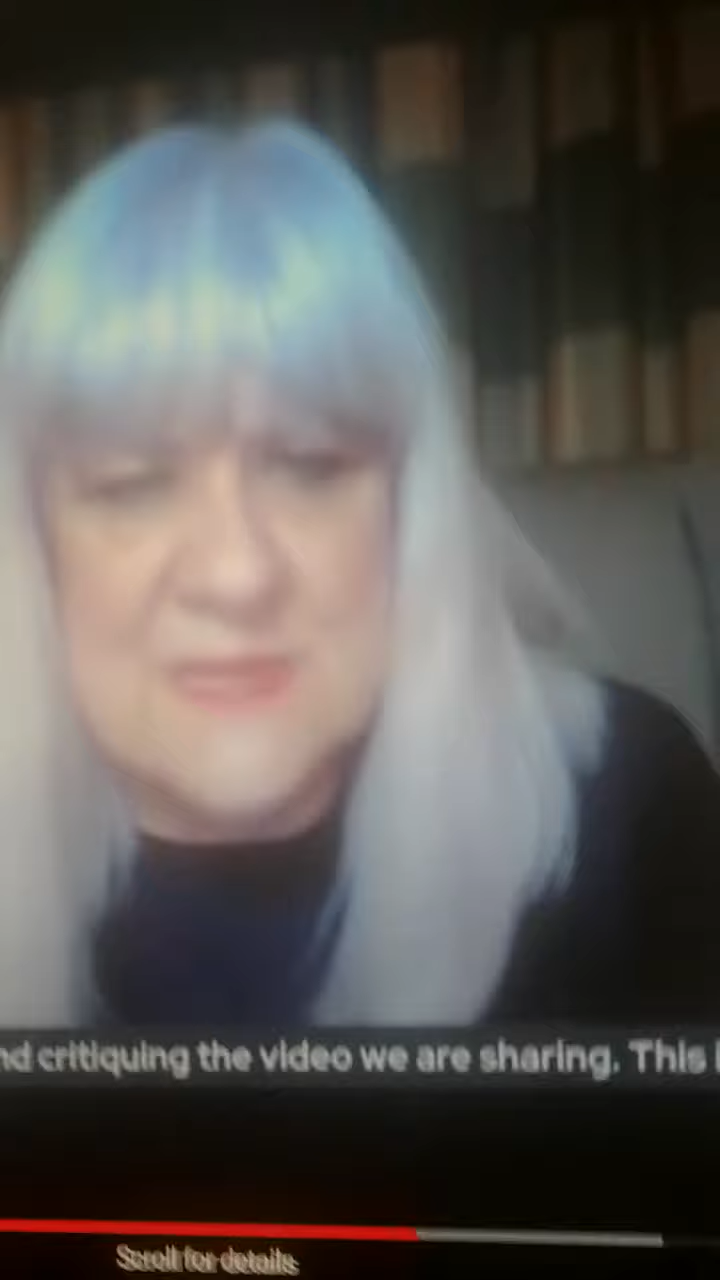 nd critiquing the video we are sharing. This
Scroll for details